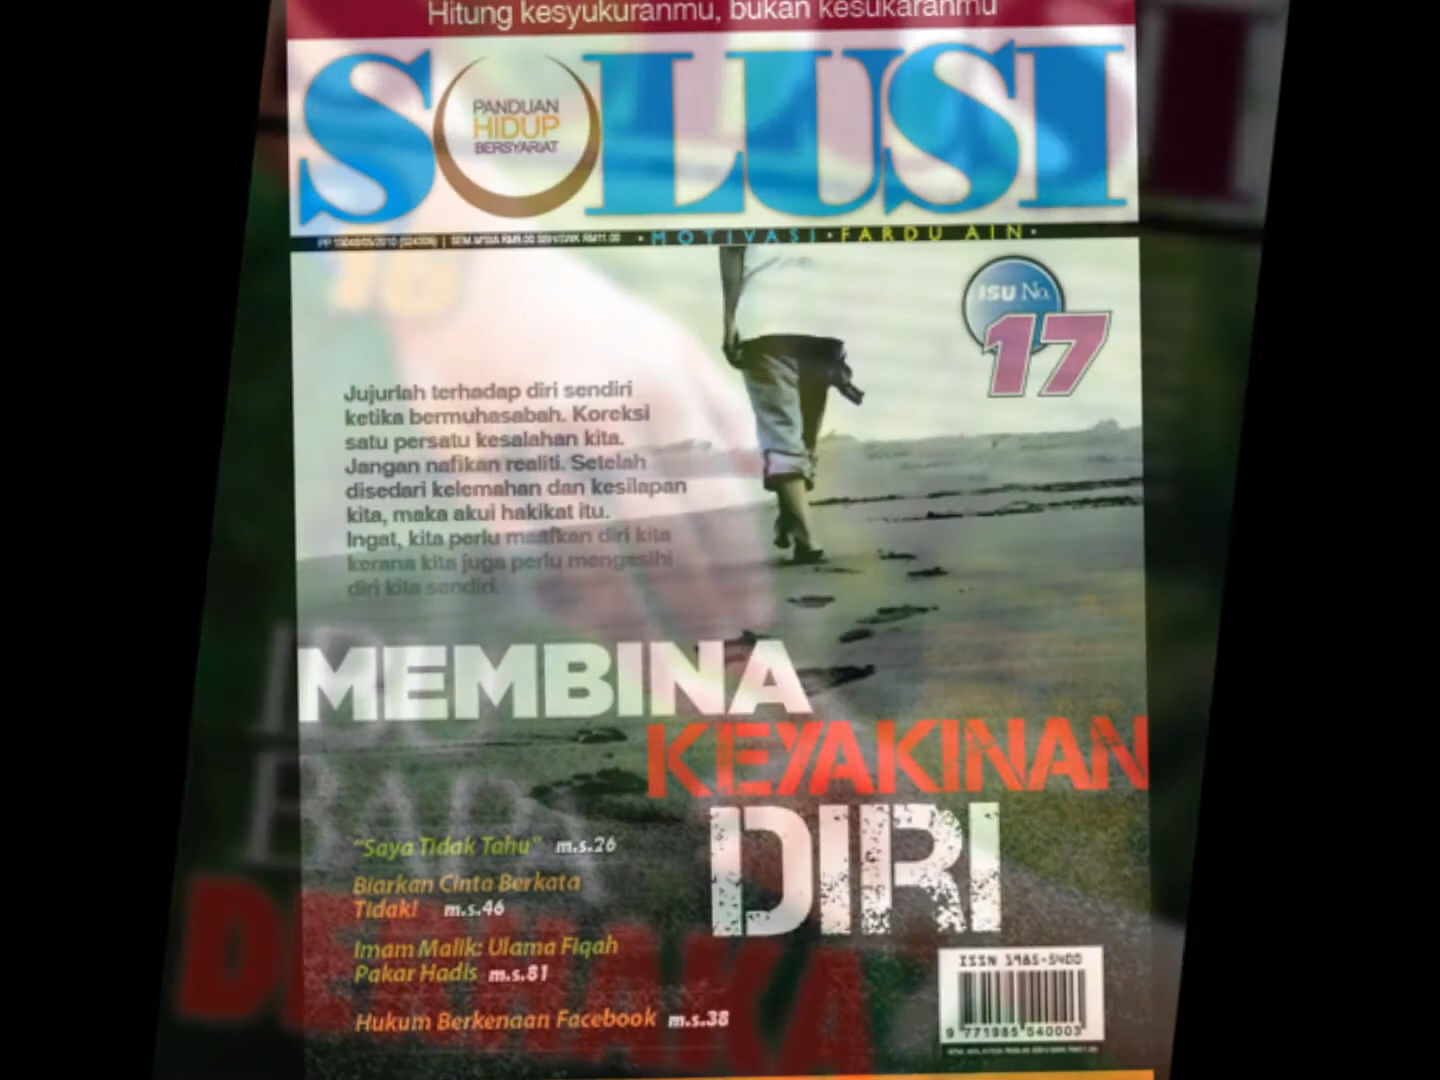 Hitung kesyukuranmu, bukan kesukaranmu
SOLUSI
PANDUAN
HIDUP
BERSYARIAT
MOTIVASI • FARDU AIN •
16
ISU No.
17
Jujurlah terhadap diri sendiri
ketika bermuhasabah. Koreksi
satu persatu kesalahan kita.
Jangan nafikan realiti. Setelah
disedari kelemahan dan kesilapan
kita, maka akui hakikat itu.
Ingat, kita perlu maafkan diri kita
kerana kita juga perlu mengasihi
diri kita sendiri.
MEMBINA
KEYAKINAN
DIRI
"Saya Tidak Tahu" m.s.26
Biarkan Cinta Berkata
Tidak! m.s.46
Imam Malik: Ulama Fiqah
Pakar Hadis m.s.81
Hukum Berkenaan Facebook m.s.38
ISSN 1985-5400
9 771985 540003
IBU
BAPA
DERHAKA